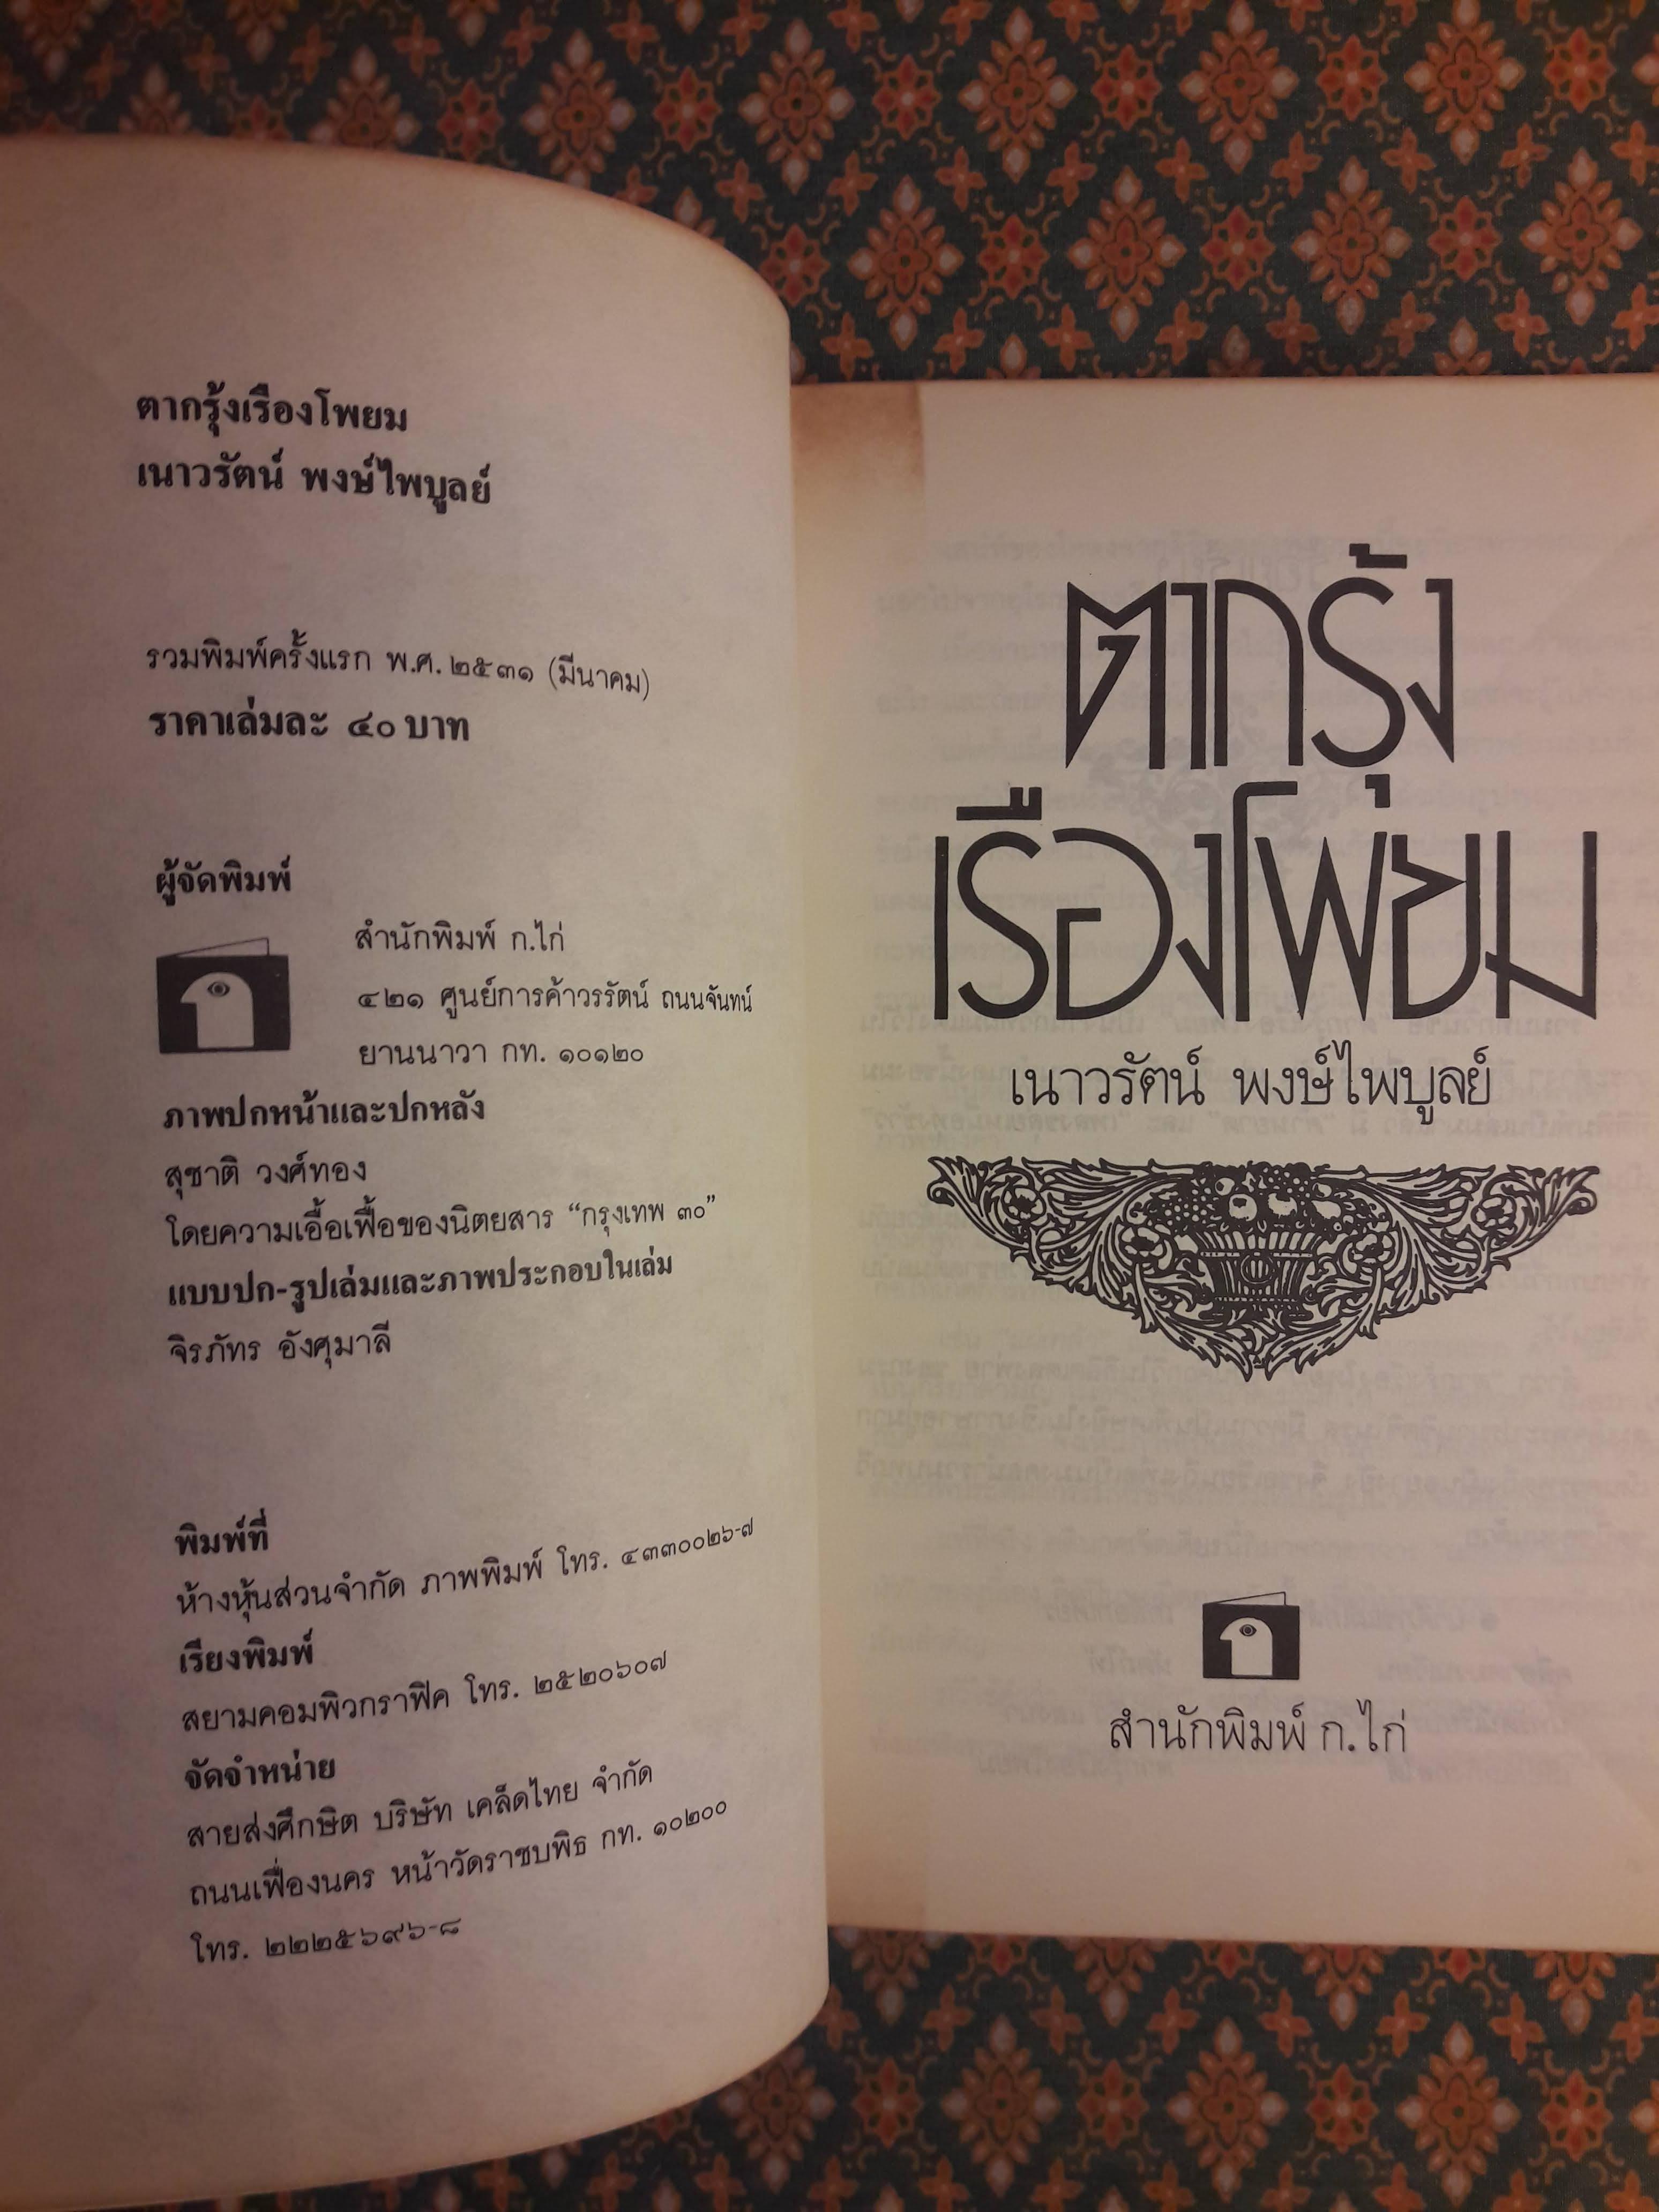 ตากรุ้งเรืองโพยม
เนาวรัตน์ พงษ์ไพบูลย์
รวมพิมพ์ครั้งแรก พ.ศ. ๒๕๓๑ (มีนาคม)
ราคาเล่มละ ๔๐ บาท
ผู้จัดพิมพ์
สำนักพิมพ์ ก.ไก่
๔๒๑ ศูนย์การค้าวรรัตน์ ถนนจันทน์
ยานนาวา กท. ๑๐๑๒๐
ภาพปกหน้าและปกหลัง
สุชาติ วงศ์ทอง
โดยความเอื้อเฟื้อของนิตยสาร “กรุงเทพ ๓๐”
แบบปก-รูปเล่มและภาพประกอบในเล่ม
จิรภัทร อังศุมาลี
พิมพ์ที่
ห้างหุ้นส่วนจำกัด ภาพพิมพ์ โทร. ๔๓๓๐๐๒๖-๗
เรียงพิมพ์
สยามคอมพิวกราฟิค โทร. ๒๕๒๐๖๐๗
จัดจำหน่าย
สายส่งศึกษิต บริษัท เคล็ดไทย จำกัด
ถนนเฟื่องนคร หน้าวัดราชบพิธ กท. ๑๐๒๐๐
โทร. ๒๒๒๕๖๙๖-๘
ตากรุ้ง
เรืองโพยม
เนาวรัตน์ พงษ์ไพบูลย์
สำนักพิมพ์ ก.ไก่